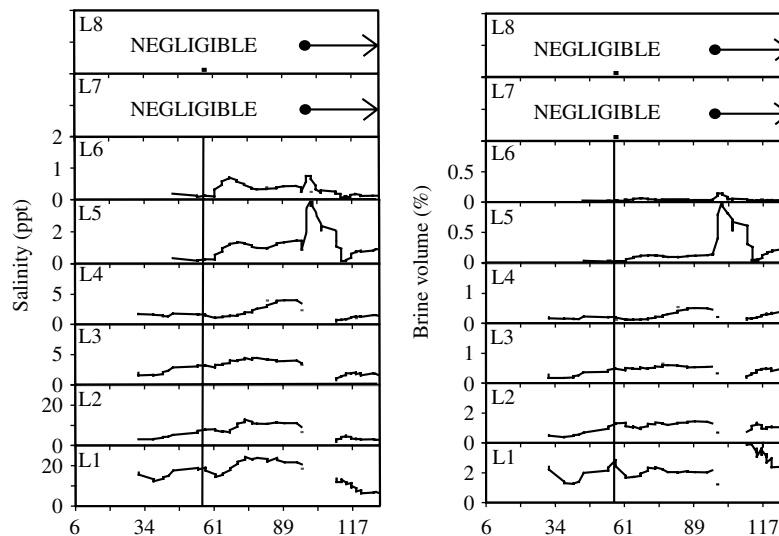 L8
NEGLIGIBLE
L7
NEGLIGIBLE
2
L6
1
0
L5
4
2
0
L4
5
0
L3
5
0
L2
20
10
0
L1
20
0
6 34 61 89 117
Salinity (ppt)
L8
NEGLIGIBLE
L7
NEGLIGIBLE
L6
0.5
0
L5
0.5
0
L4
1
0
L3
1
0
L2
2
0
L1
2
0
6 34 61 89 117
Brine volume (%)